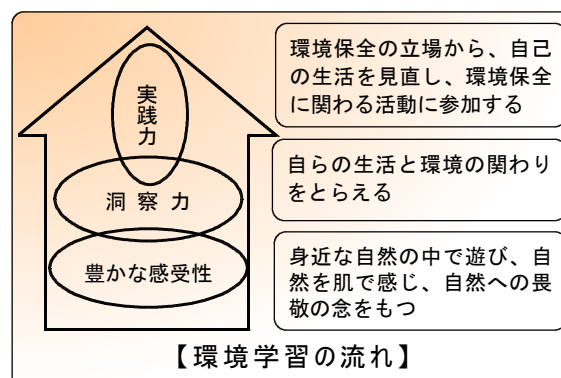 実践力
環境保全の立場から、自己
の生活を見直し、環境保全
に関わる活動に参加する
洞察力
自らの生活と環境の関わり
をとらえる
豊かな感受性
身近な自然の中で遊び、自
然を肌で感じ、自然への畏
敬の念をもつ
【環境学習の流れ】